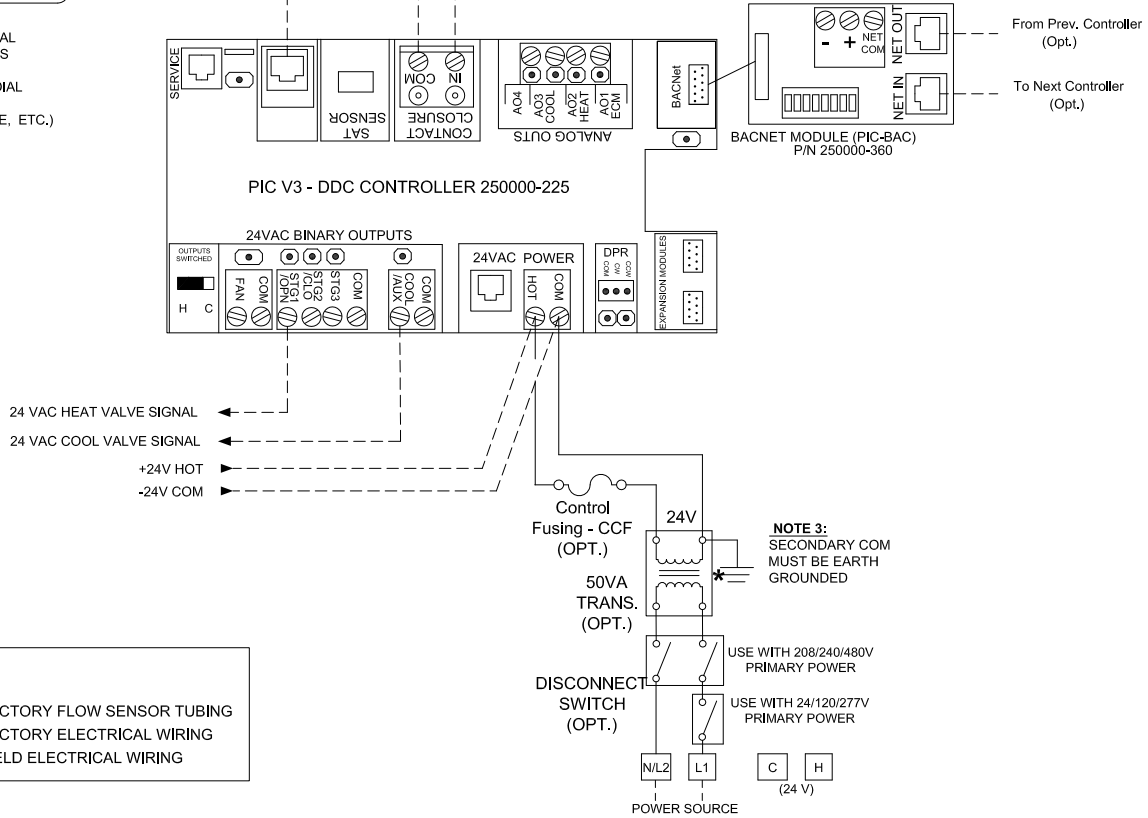 AL
S
DIAL
E, ETC.)
SERVICE
SAT
SENSOR
COM
IN
CONTACT
CLOSURE
AO4
AO3
COOL
AO2
HEAT
AO1
ECM
ANALOG OUTS
BACNet
-
+
NET
COM
NET OUT
NET IN
From Prev. Controller
(Opt.)
To Next Controller
(Opt.)
BACNET MODULE (PIC-BAC)
P/N 250000-360
PIC V3 - DDC CONTROLLER 250000-225
OUTPUTS
SWITCHED
H C
24VAC BINARY OUTPUTS
FAN
COM
STG1
/OPN
STG2
/CLO
STG3
COM
COOL
/AUX
COM
24VAC POWER
HOT
COM
DPR
COM
OW
COW
EXPANSION MODULES
24 VAC HEAT VALVE SIGNAL
24 VAC COOL VALVE SIGNAL
+24V HOT
-24V COM
Control
Fusing - CCF
(OPT.)
24V
NOTE 3:
SECONDARY COM
MUST BE EARTH
GROUNDED
*
50VA
TRANS.
(OPT.)
USE WITH 208/240/480V
PRIMARY POWER
DISCONNECT
SWITCH
(OPT.)
USE WITH 24/120/277V
PRIMARY POWER
N/L2
L1
C
H
(24 V)
POWER SOURCE
CTORY FLOW SENSOR TUBING
CTORY ELECTRICAL WIRING
ELD ELECTRICAL WIRING